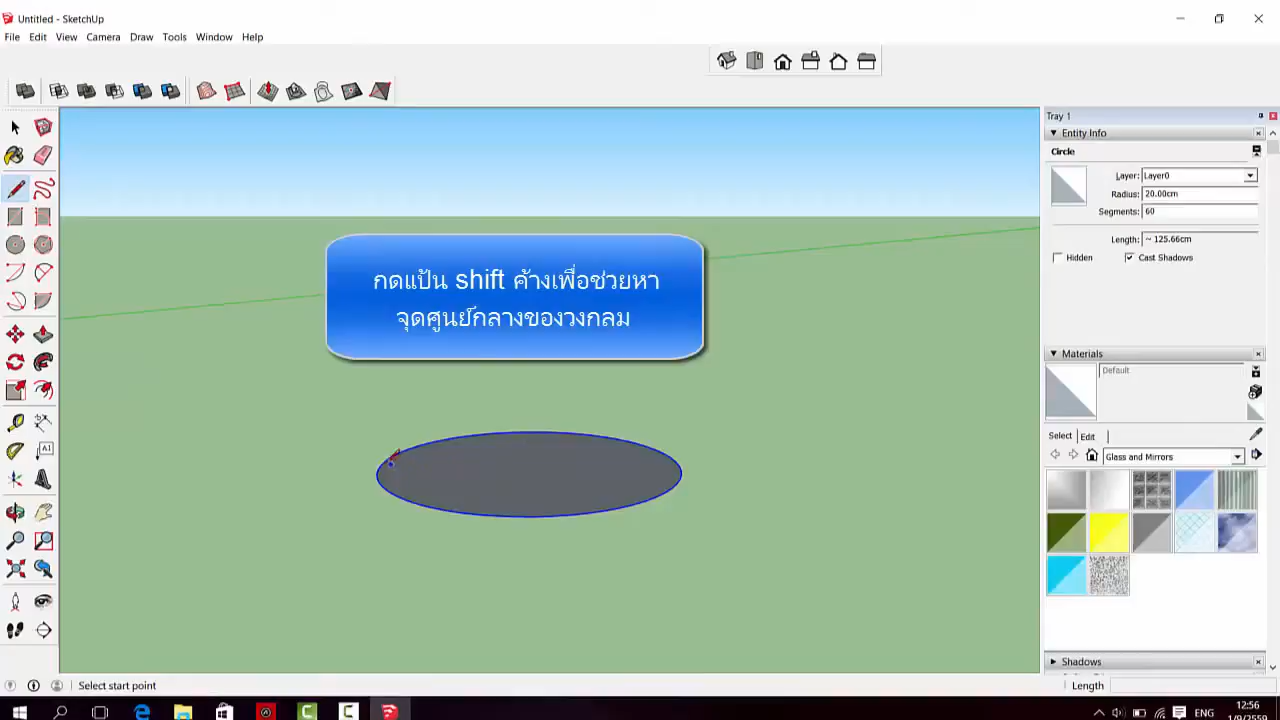 Untitled - SketchUp
File Edit View Camera Draw Tools Window Help
Tray 1
Entity Info
Circle
Layer: Layer0
Radius: 20.00cm
Segments: 60
Length: ~ 125.66cm
Hidden Cast Shadows
กดแป้น shift ค้างเพื่อช่วยหา
จุดศูนย์กลางของวงกลม
Materials
Default
Select Edit
Glass and Mirrors
Shadows
Select start point
Length
ENG
12:56
1/9/2559